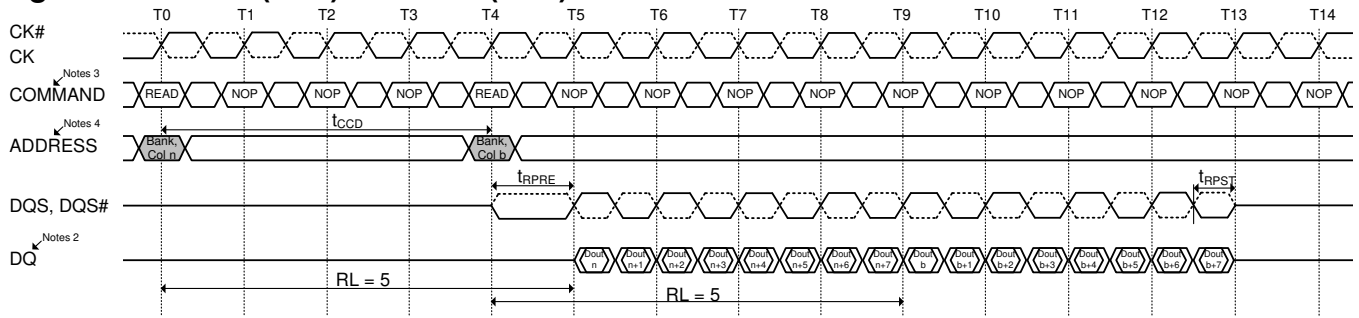 T0 T1 T2 T3 T4 T5 T6 T7 T8 T9 T10 T11 T12 T13 T14
CK#
CK
Notes 3
COMMAND READ NOP NOP NOP READ NOP NOP NOP NOP NOP NOP NOP NOP NOP NOP
Notes 4
tCCD
ADDRESS Bank, Col n Bank, Col b
tRPRE tRPST
DQS, DQS#
Notes 2
DQ Dout n Dout n+1 Dout n+2 Dout n+3 Dout n+4 Dout n+5 Dout n+6 Dout n+7 Dout b Dout b+1 Dout b+2 Dout b+3 Dout b+4 Dout b+5 Dout b+6 Dout b+7
RL = 5
RL = 5